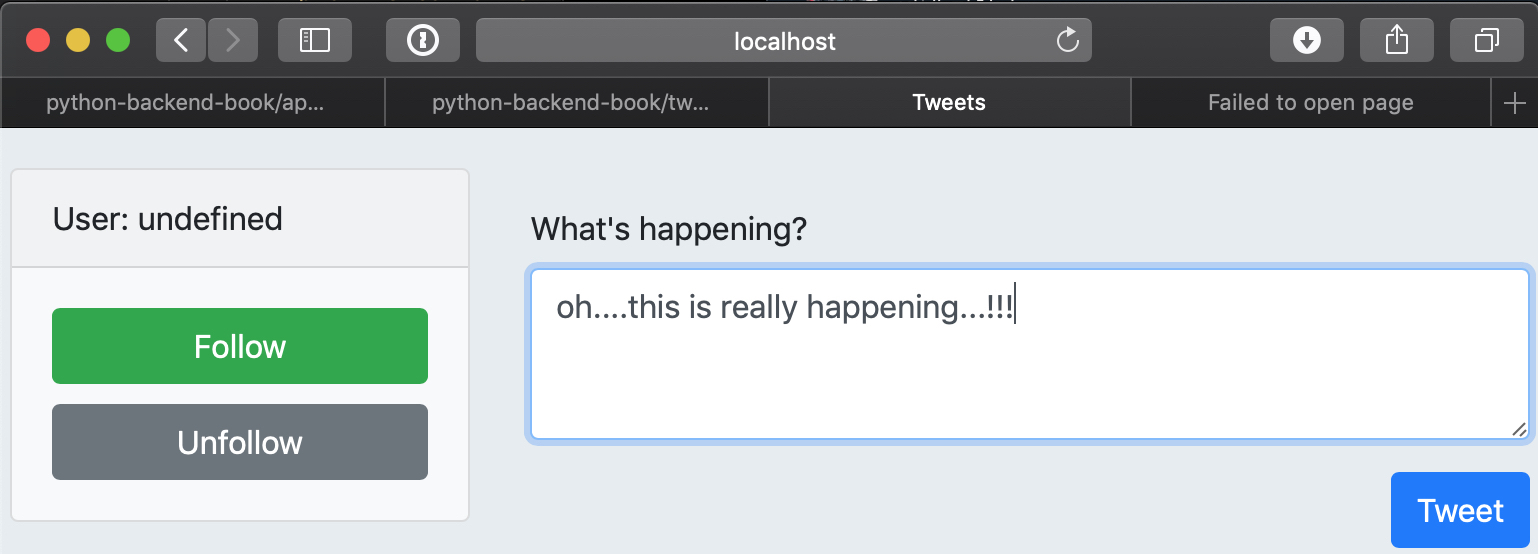 localhost
python-backend-book/ap...
python-backend-book/tw...
Tweets
Failed to open page
User: undefined
Follow
Unfollow
What's happening?
oh....this is really happening...!!!
Tweet